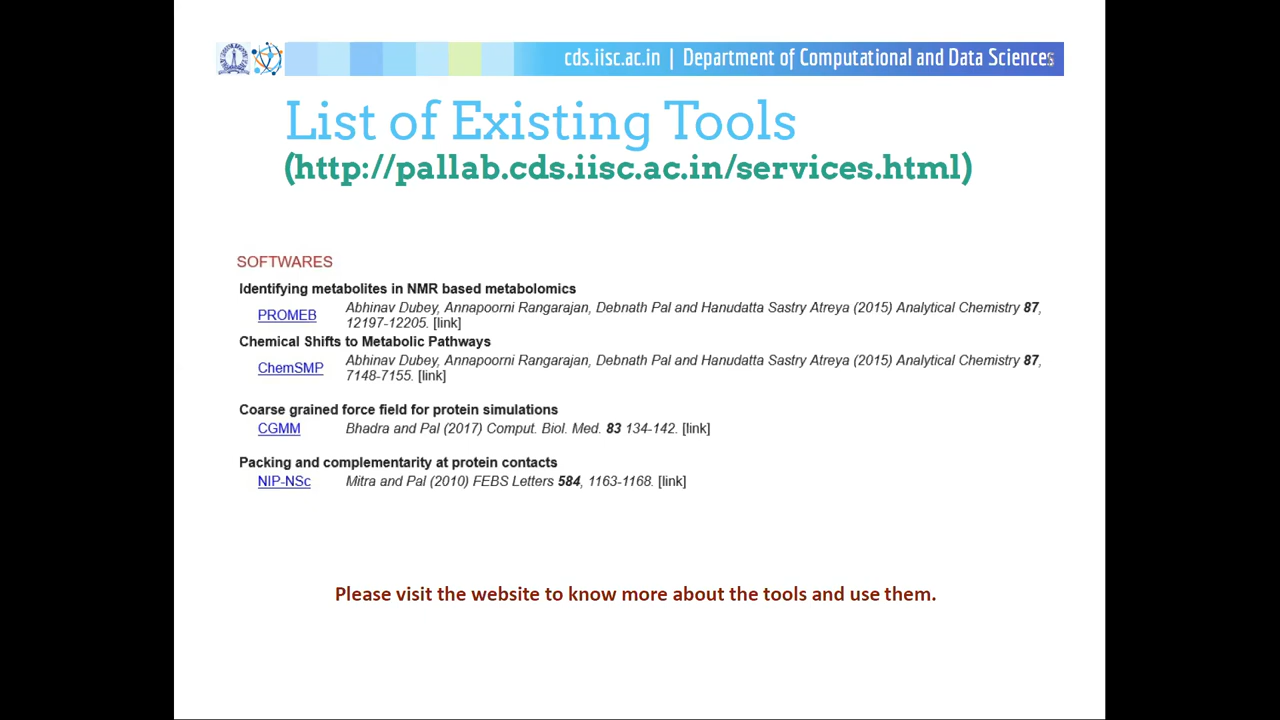 cds.iisc.ac.in | Department of Computational and Data Sciences
List of Existing Tools
(http://pallab.cds.iisc.ac.in/services.html)
SOFTWARES
Identifying metabolites in NMR based metabolomics
PROMEB Abhinav Dubey, Annapoorni Rangarajan, Debnath Pal and Hanudatta Sastry Atreya (2015) Analytical Chemistry 87,
12197-12205. [link]
Chemical Shifts to Metabolic Pathways
ChemSMP Abhinav Dubey, Annapoorni Rangarajan, Debnath Pal and Hanudatta Sastry Atreya (2015) Analytical Chemistry 87,
7148-7155. [link]
Coarse grained force field for protein simulations
CGMM Bhadra and Pal (2017) Comput. Biol. Med. 83 134-142. [link]
Packing and complementarity at protein contacts
NIP-NSc Mitra and Pal (2010) FEBS Letters 584, 1163-1168. [link]
Please visit the website to know more about the tools and use them.